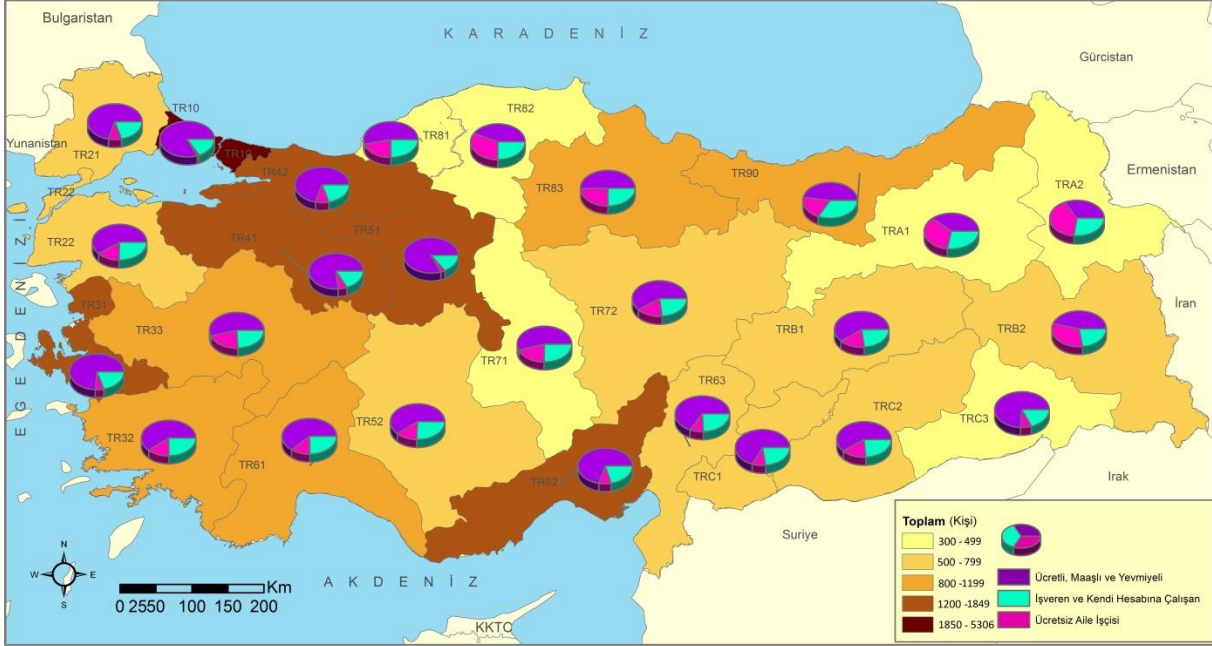 Bulgaristan
K A R A D E N İ Z
Gürcistan
TR10
TR82
TR81
Yunanistan
TR21
TR10
TR42
Ermenistan
TRA2
TR22
TR83
TR90
TRA1
TR22
TR41
TR51
İran
TR31
TR33
TR72
TRB1
TRB2
TR71
TR63
E G E D E N İ Z İ
TR52
TRC2
TRC3
TR32
TR61
TR62
TRC1
Irak
Suriye
N
W E
S
Km
0 25 50 100 150 200
A K D E N İ Z
KKTC
Toplam (Kişi)
300 - 499
500 - 799
800 -1199
1200 -1849
1850 - 5306
Ücretli, Maaşlı ve Yevmiyeli
İşveren ve Kendi Hesabına Çalışan
Ücretsiz Aile İşçisi